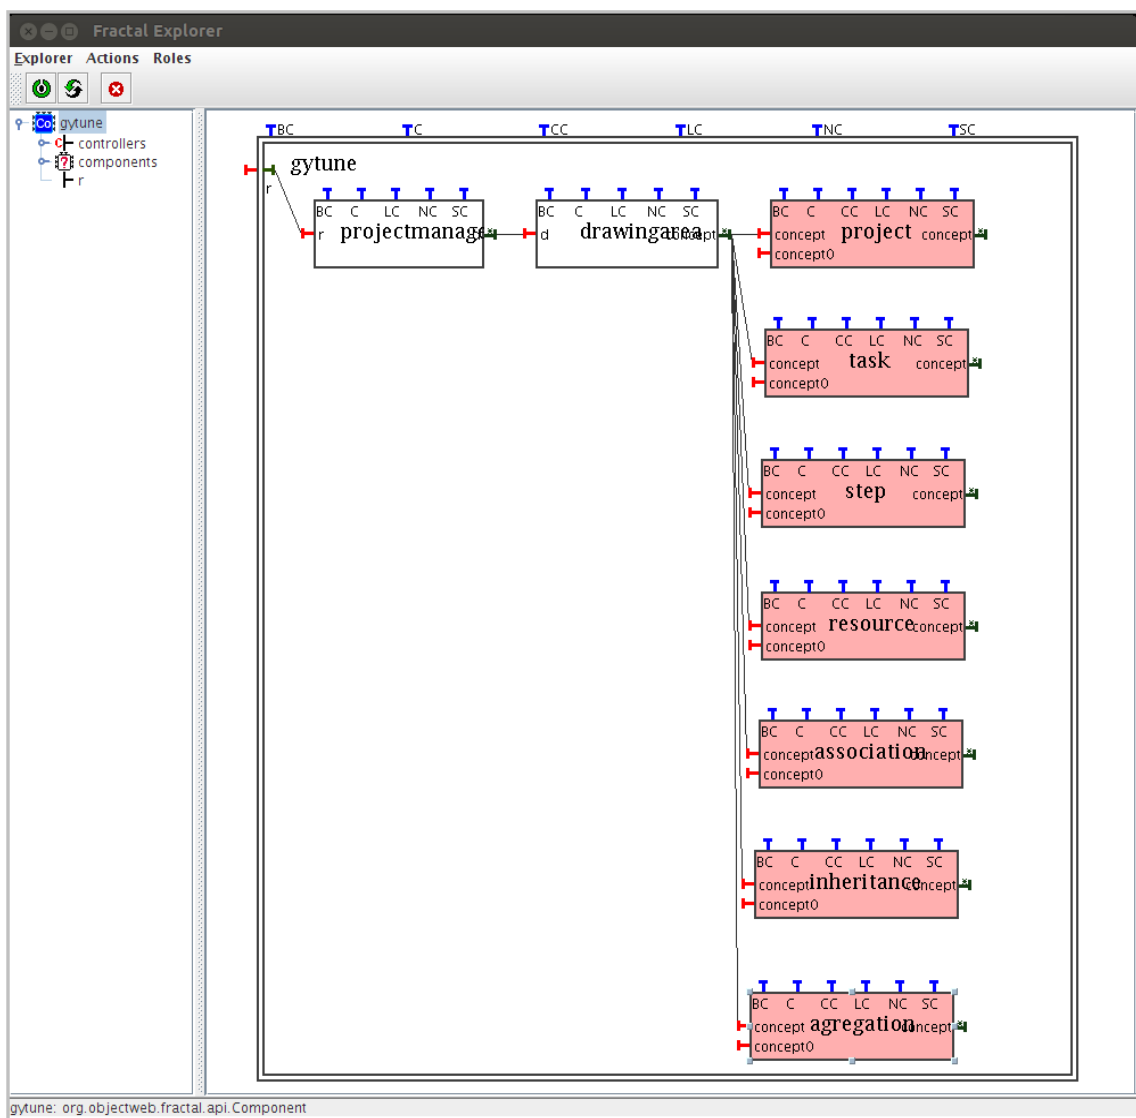 Fractal Explorer
Explorer Actions Roles
gytune
controllers
components
r
BC C CC LC NC SC
gytune
r
BC C LC NC SC
r projectmanage
BC C LC NC SC
d drawingarea concept
BC C CC LC NC SC
concept project concept
concept0
BC C CC LC NC SC
concept task concept
concept0
BC C CC LC NC SC
concept step concept
concept0
BC C CC LC NC SC
concept resource concept
concept0
BC C CC LC NC SC
concept association concept
concept0
BC C CC LC NC SC
concept inheritance concept
concept0
BC C CC LC NC SC
concept agregation concept
concept0
gytune: org.objectweb.fractal.api.Component